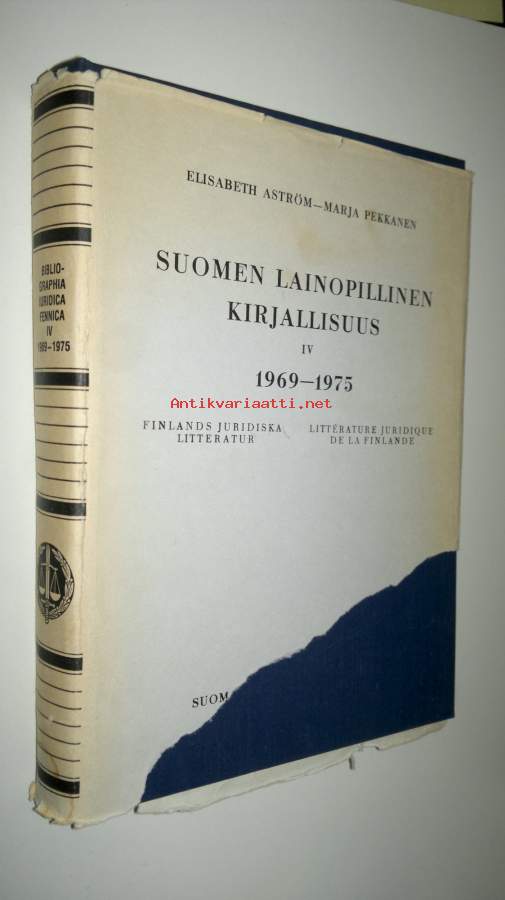 ELISABETH ASTRÖM—MARJA PEKKANEN
SUOMEN LAINOPILLINEN
KIRJALLISUUS
IV
1969—1975
Antikvariaatti.net
FINLANDS JURIDISKA
LITTERATUR
LITTÉRATURE JURIDIQUE
DE LA FINLANDE
SUOM
BIBLIO-
GRAPHIA
IURIDICA
FENNICA
IV
1969–1975